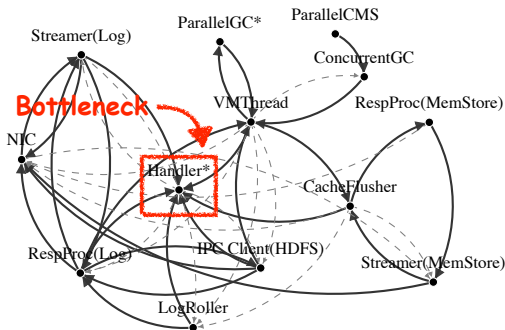 ParallelCMS
ParallelGC*
Streamer(Log)
ConcurrentGC
Bottleneck
VMThread
RespProc(MemStore)
NIC
Handler*
CacheFlusher
RespProc(Log)
IPC Client(HDFS)
Streamer(MemStore)
LogRoller